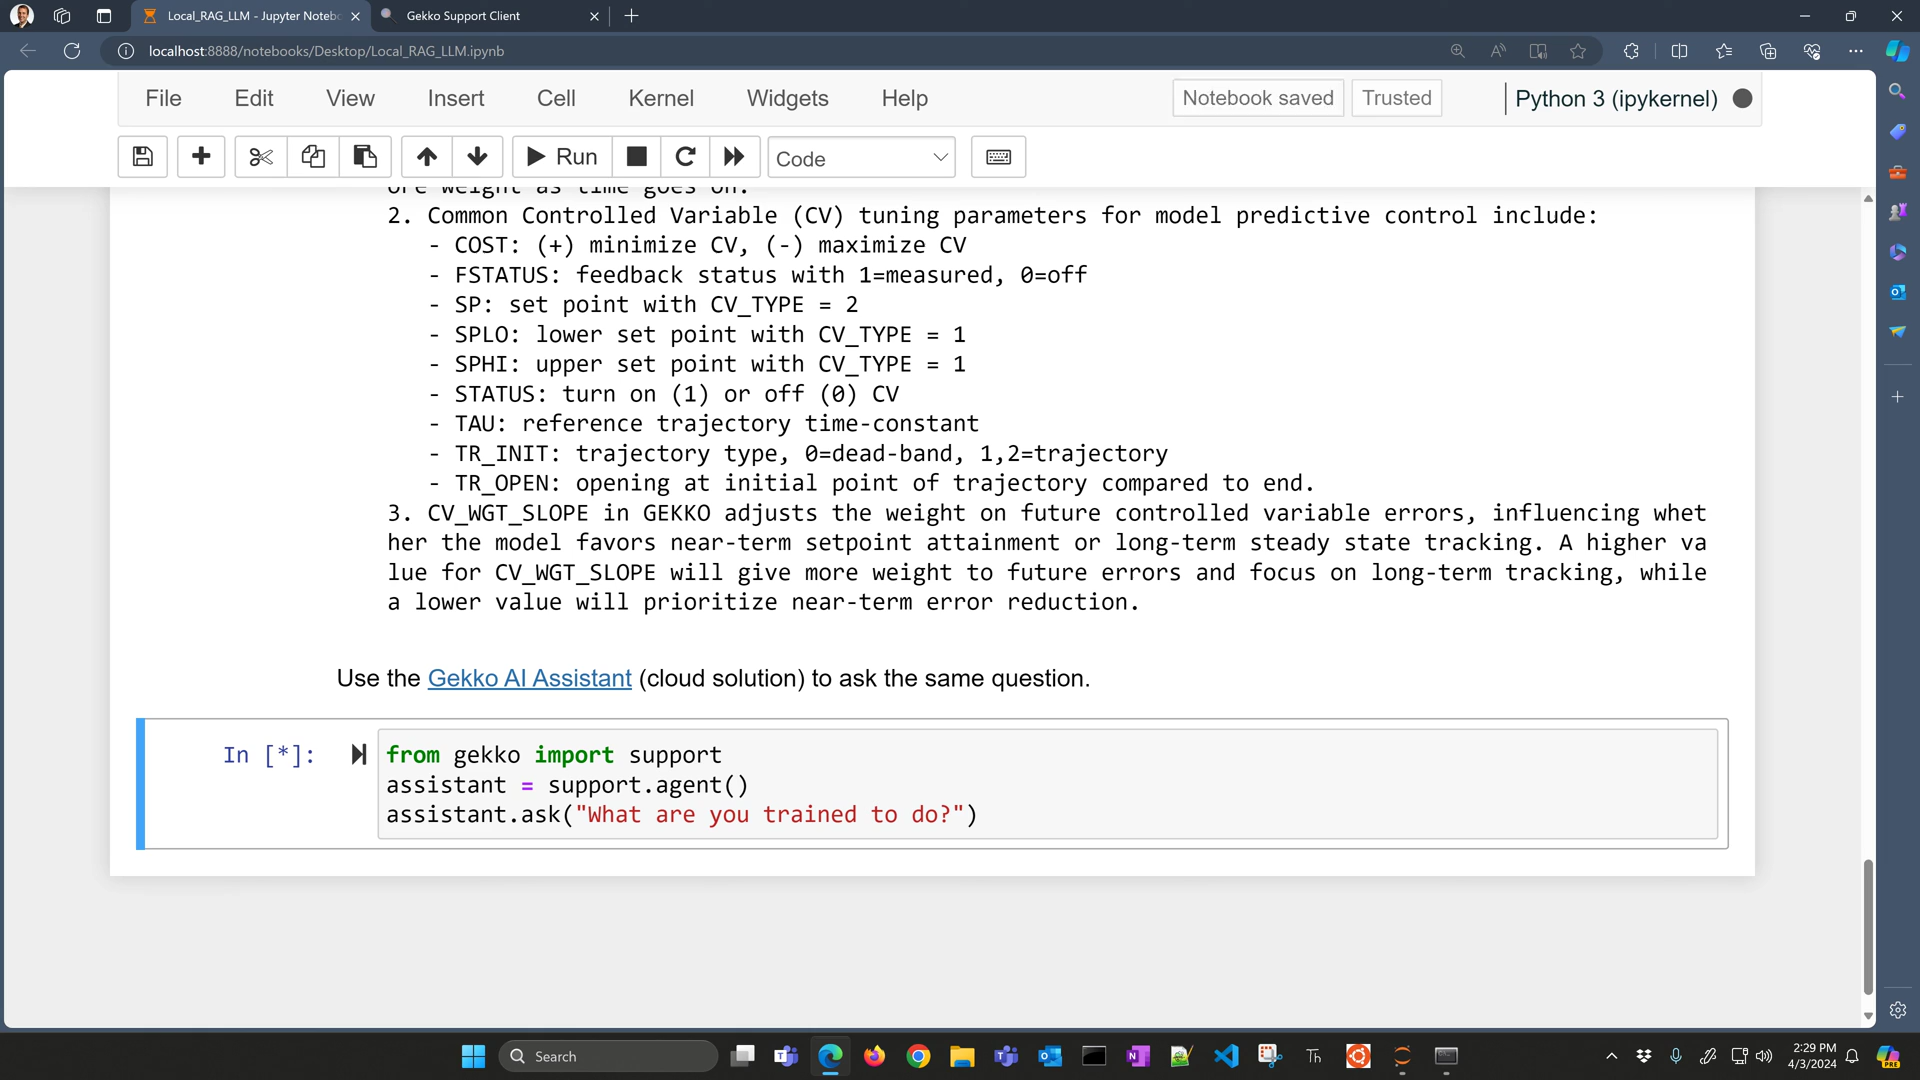 Local_RAG_LLM - Jupyter Notebo
Gekko Support Client
localhost:8888/notebooks/Desktop/Local_RAG_LLM.ipynb
File Edit View Insert Cell Kernel Widgets Help Notebook saved Trusted Python 3 (ipykernel)
Run Code
ore weight as time goes on.
2. Common Controlled Variable (CV) tuning parameters for model predictive control include:
- COST: (+) minimize CV, (-) maximize CV
- FSTATUS: feedback status with 1=measured, 0=off
- SP: set point with CV_TYPE = 2
- SPLO: lower set point with CV_TYPE = 1
- SPHI: upper set point with CV_TYPE = 1
- STATUS: turn on (1) or off (0) CV
- TAU: reference trajectory time-constant
- TR_INIT: trajectory type, 0=dead-band, 1,2=trajectory
- TR_OPEN: opening at initial point of trajectory compared to end.
3. CV_WGT_SLOPE in GEKKO adjusts the weight on future controlled variable errors, influencing whet
her the model favors near-term setpoint attainment or long-term steady state tracking. A higher va
lue for CV_WGT_SLOPE will give more weight to future errors and focus on long-term tracking, while
a lower value will prioritize near-term error reduction.
Use the Gekko AI Assistant (cloud solution) to ask the same question.
In [*]: from gekko import support
assistant = support.agent()
assistant.ask("What are you trained to do?")
Search
Th
2:29 PM
4/3/2024
PRE